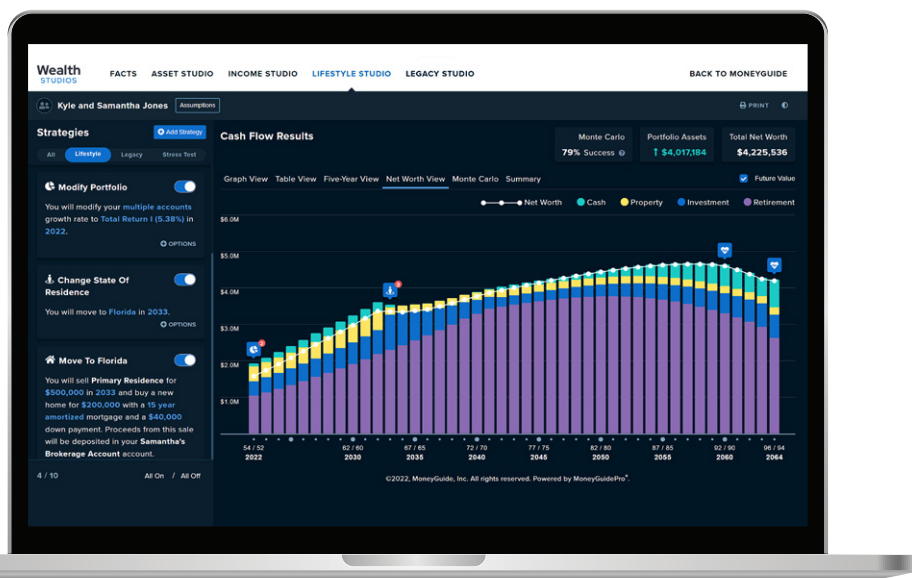 Wealth
STUDIOS
FACTS ASSET STUDIO INCOME STUDIO LIFESTYLE STUDIO LEGACY STUDIO BACK TO MONEYGUIDE
Kyle and Samantha Jones Assumptions PRINT
Strategies Add Strategy
All Lifestyle Legacy Stress Test
Modify Portfolio
You will modify your multiple accounts
growth rate to Total Return I (5.38%) in
2022.
OPTIONS
Change State Of
Residence
You will move to Florida in 2033.
OPTIONS
Move To Florida
You will sell Primary Residence for
$500,000 in 2033 and buy a new
home for $200,000 with a 15 year
amortized mortgage and a $40,000
down payment. Proceeds from this sale
will be deposited in your Samantha's
Brokerage Account account.
4 / 10 All On / All Off
Cash Flow Results
Monte Carlo
79% Success
Portfolio Assets
$4,017,184
Total Net Worth
$4,225,536
Graph View Table View Five-Year View Net Worth View Monte Carlo Summary Future Value
Net Worth Cash Property Investment Retirement
$6.0M
$5.0M
$4.0M
$3.0M
$2.0M
$1.0M
2
3
54 / 52 62 / 60 67 / 65 72 / 70 77 / 75 82 / 80 87 / 85 92 / 90 96 / 94
2022 2030 2035 2040 2045 2050 2055 2060 2064
©2022, MoneyGuide, Inc. All rights reserved. Powered by MoneyGuidePro®.